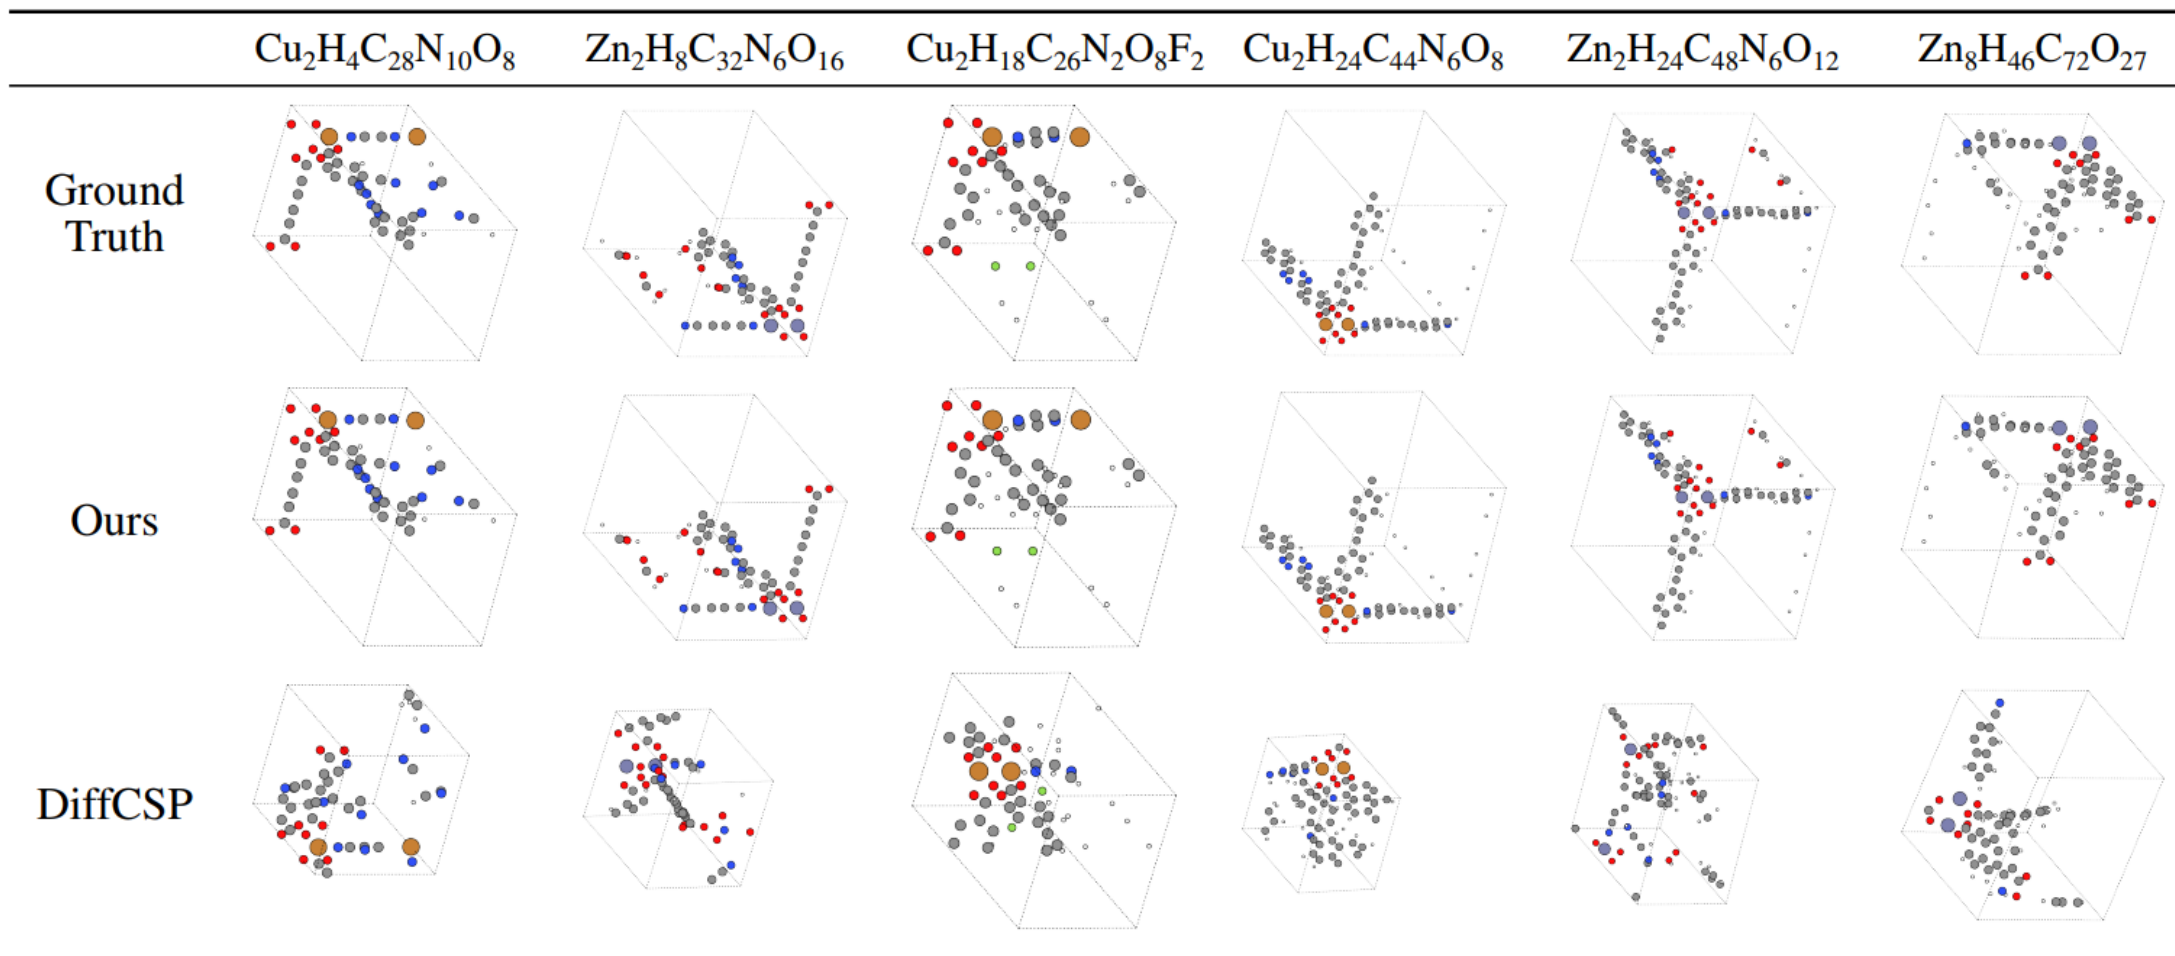 Cu₂H₄C₂₈N₁₀O₈ Zn₂H₈C₃₂N₆O₁₆ Cu₂H₁₈C₂₆N₂O₈F₂ Cu₂H₂₄C₄₄N₆O₈ Zn₂H₂₄C₄₈N₆O₁₂ Zn₈H₄₆C₇₂O₂₇
Ground
Truth
Ours
DiffCSP